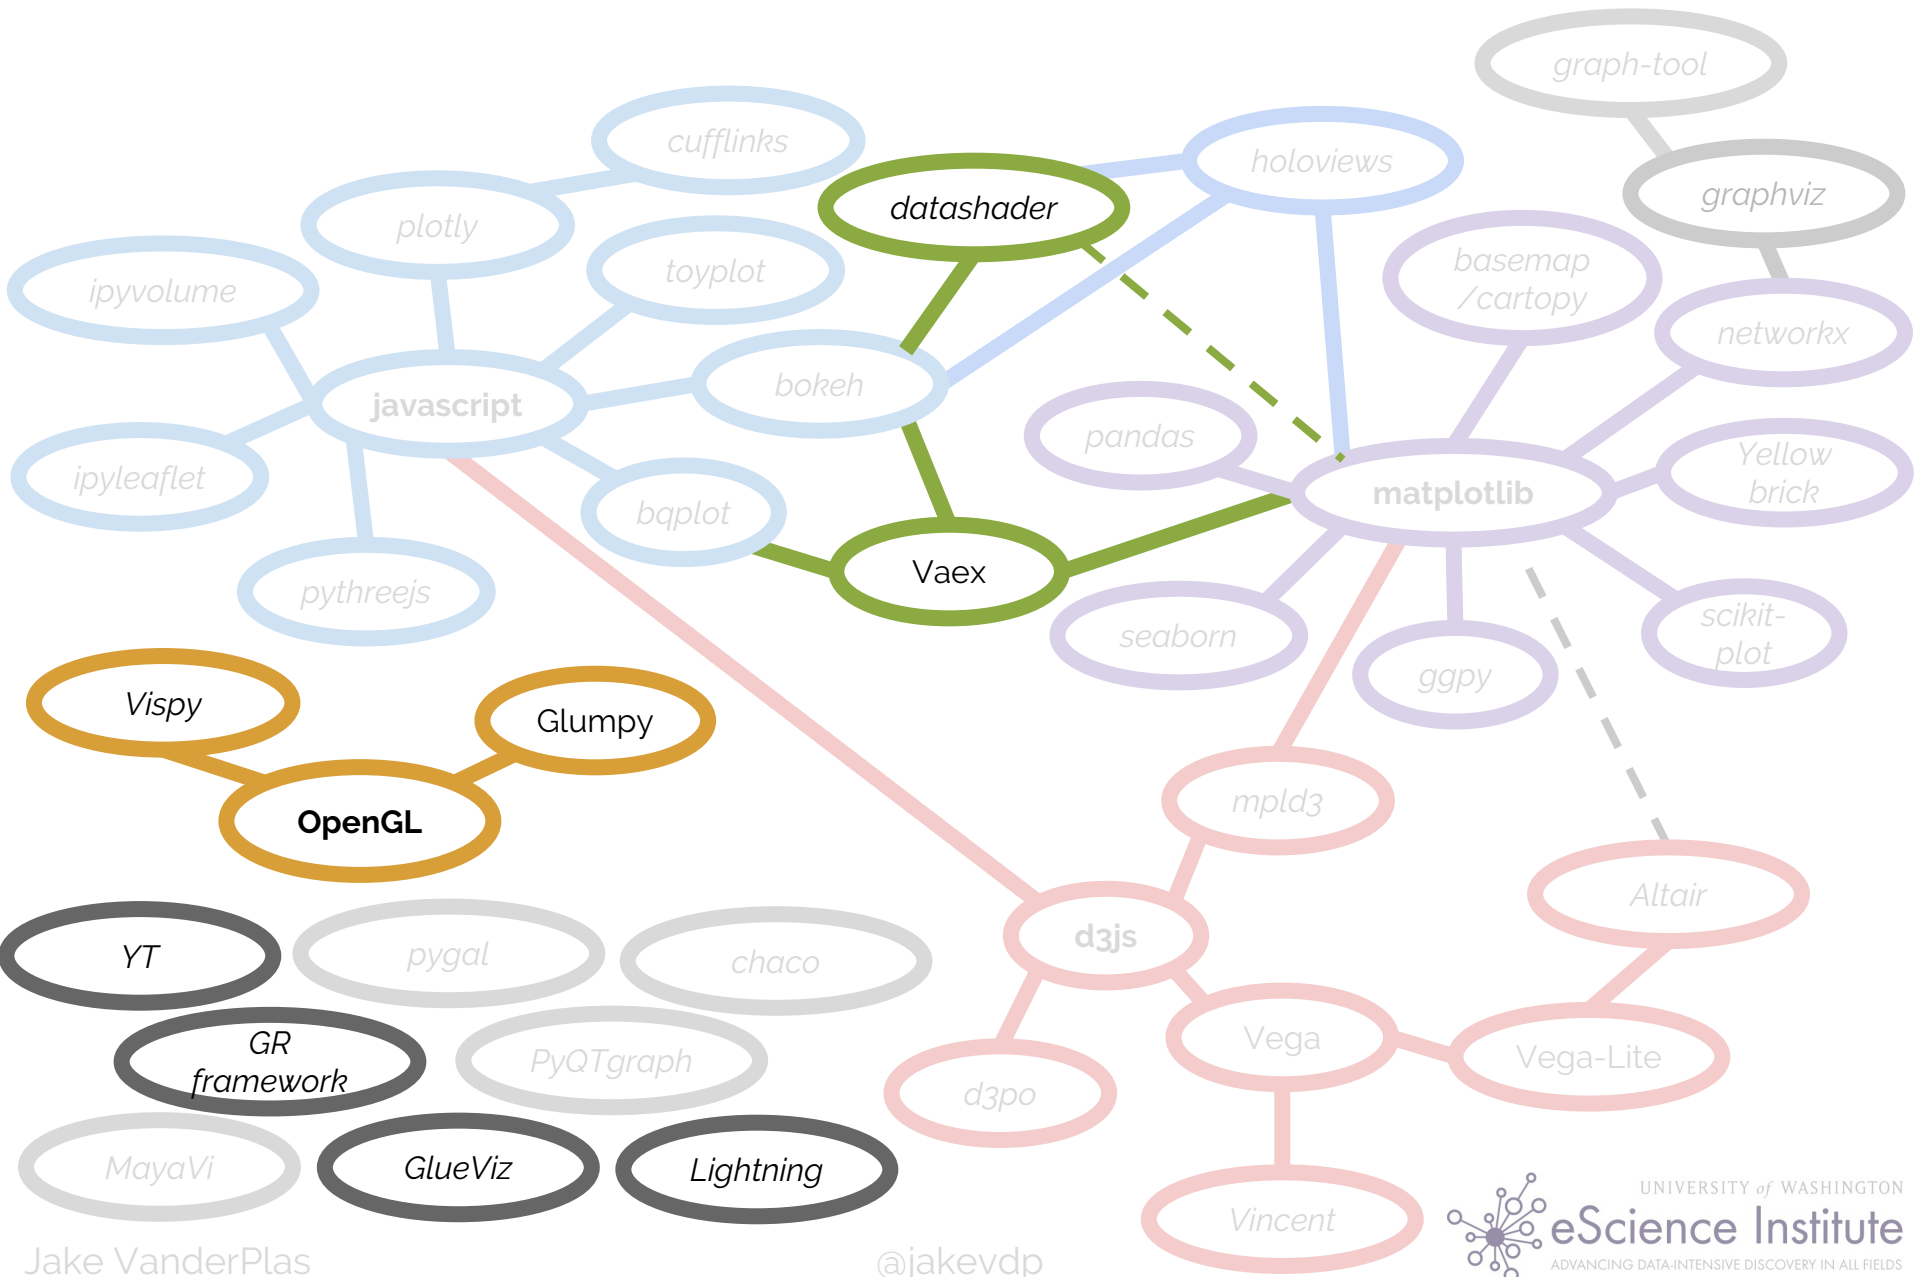 graph-tool
cufflinks
holoviews
datashader
graphviz
plotly
toyplot
basemap
/cartopy
ipyvolume
networkx
bokeh
javascript
pandas
Yellow
brick
ipyleaflet
matplotlib
bqplot
Vaex
pythreejs
seaborn
scikit-
plot
ggpy
Vispy
Glumpy
OpenGL
mpld3
Altair
d3js
YT
pygal
chaco
GR
framework
PyQTgraph
Vega
Vega-Lite
d3po
MayaVi
GlueViz
Lightning
Vincent
UNIVERSITY of WASHINGTON
eScience Institute
ADVANCING DATA-INTENSIVE DISCOVERY IN ALL FIELDS
Jake VanderPlas
@jakevdp